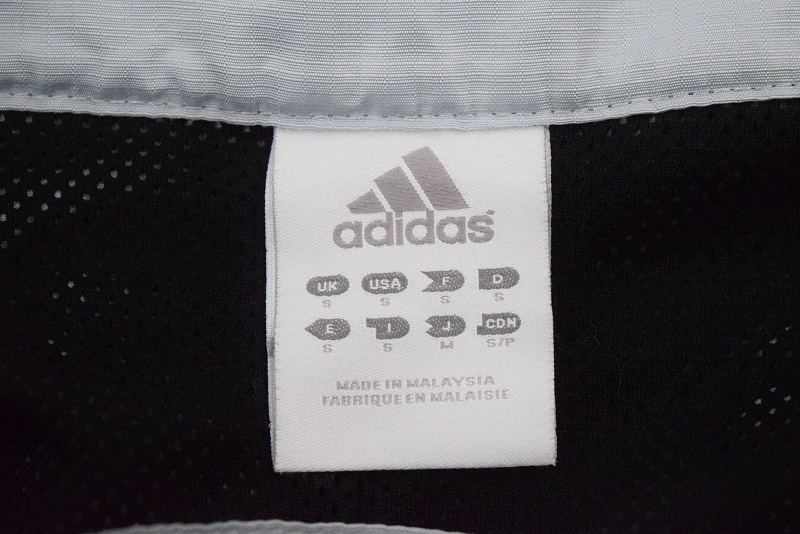 adidas
UK USA F D
S S S S
E I J CDN
S S M S/P
MADE IN MALAYSIA
FABRIQUE EN MALAISIE